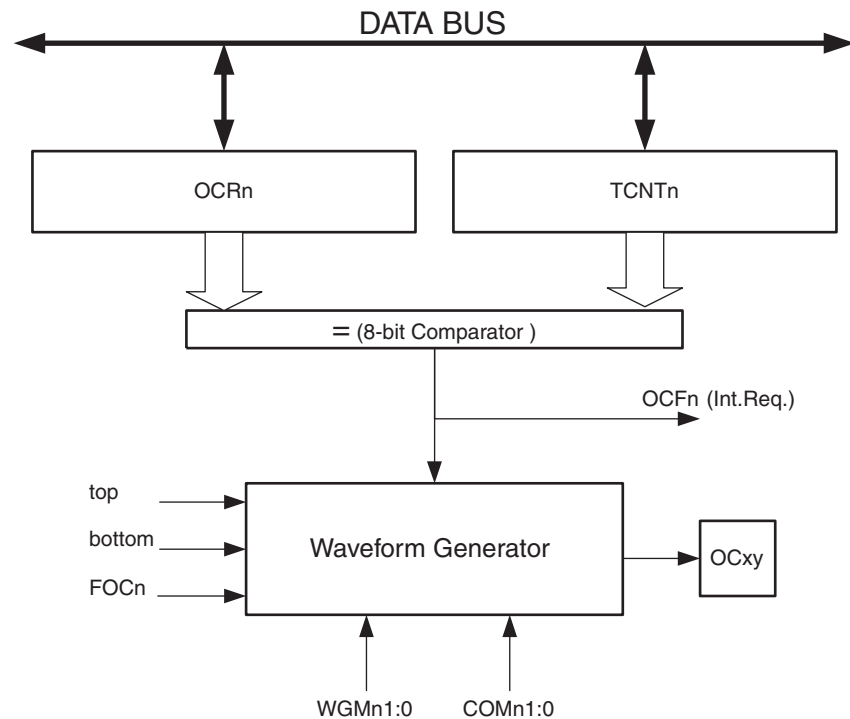 DATA BUS
OCRn
TCNTn
= (8-bit Comparator )
OCFn (Int.Req.)
top
bottom
FOCn
Waveform Generator
OCxy
WGMn1:0
COMn1:0